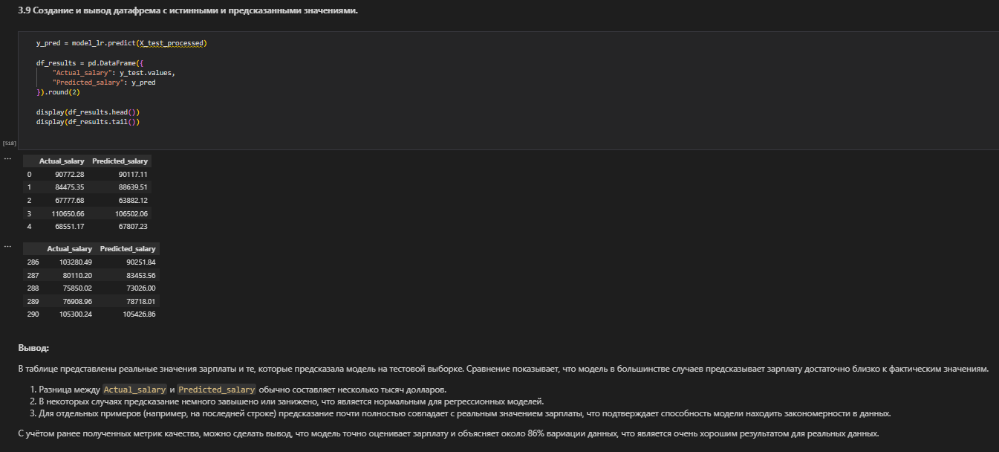 3.9 Создание и вывод датафрема с истинными и предсказанными значениями.
y_pred = model_lr.predict(X_test_processed)
df_results = pd.DataFrame({
"Actual_salary": y_test.values,
"Predicted_salary": y_pred
}).round(2)
display(df_results.head())
display(df_results.tail())
[518]
...
Actual_salary Predicted_salary
0 90772.28 90117.11
1 84475.35 88639.51
2 67777.68 63882.12
3 110650.66 106502.06
4 68551.17 67807.23
...
Actual_salary Predicted_salary
286 103280.49 90251.84
287 80110.20 83453.56
288 75850.02 73026.00
289 76908.96 78718.01
290 105300.24 105426.86
Вывод:
В таблице представлены реальные значения зарплаты и те, которые предсказала модель на тестовой выборке. Сравнение показывает, что модель в большинстве случаев предсказывает зарплату достаточно близко к фактическим значениям.
1. Разница между Actual_salary и Predicted_salary обычно составляет несколько тысяч долларов.
2. В некоторых случаях предсказание немного завышено или занижено, что является нормальным для регрессионных моделей.
3. Для отдельных примеров (например, на последней строке) предсказание почти полностью совпадает с реальным значением зарплаты, что подтверждает способность модели находить закономерности в данных.
С учётом ранее полученных метрик качества, можно сделать вывод, что модель точно оценивает зарплату и объясняет около 86% вариации данных, что является очень хорошим результатом для реальных данных.